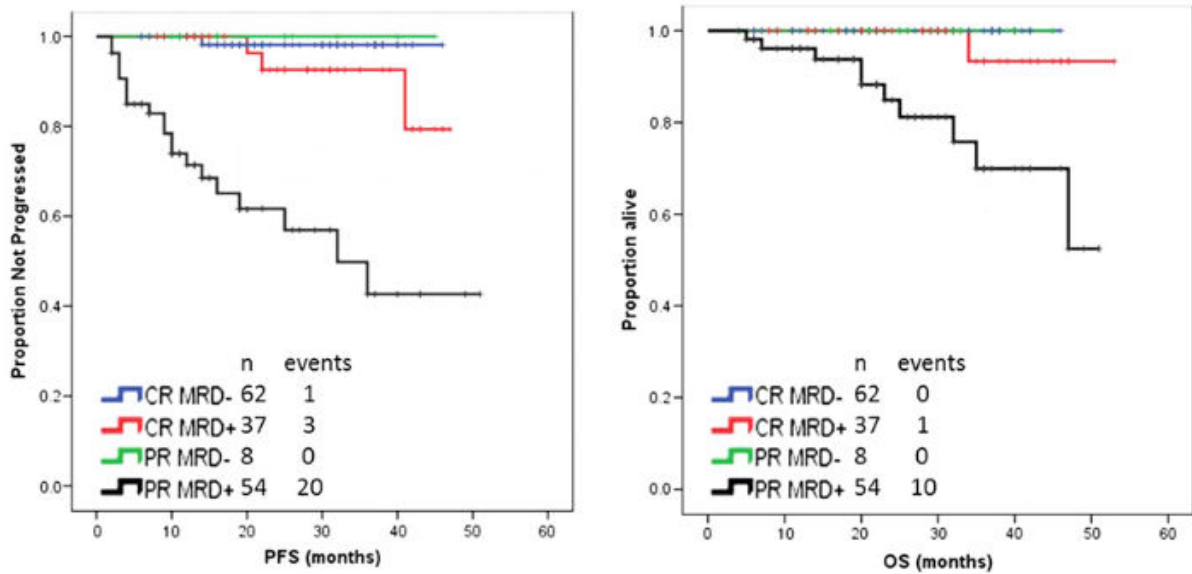 Proportion Not Progressed
1.0
0.8
0.6
0.4
0.2
0.0
n events
CR MRD- 62 1
CR MRD+ 37 3
PR MRD- 8 0
PR MRD+ 54 20
0 10 20 30 40 50 60
PFS (months)
Proportion alive
1.0
0.8
0.6
0.4
0.2
0.0
n events
CR MRD- 62 0
CR MRD+ 37 1
PR MRD- 8 0
PR MRD+ 54 10
0 10 20 30 40 50 60
OS (months)